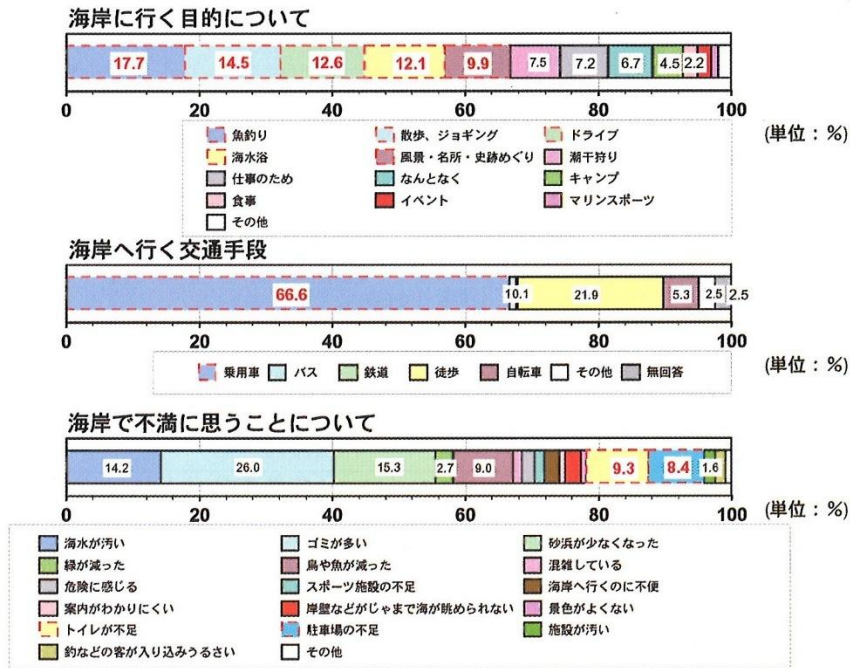 海岸に行く目的について
17.7 14.5 12.6 12.1 9.9 7.5 7.2 6.7 4.5 2.2
0 20 40 60 80 100
(単位：%)
魚釣り 散歩、ジョギング ドライブ
海水浴 風景・名所・史跡めぐり 潮干狩り
仕事のため なんとなく キャンプ
食事 イベント マリンスポーツ
その他
海岸へ行く交通手段
66.6 10.1 21.9 5.3 2.5 2.5
0 20 40 60 80 100
(単位：%)
乗用車 バス 鉄道 徒歩 自転車 その他 無回答
海岸で不満に思うことについて
14.2 26.0 15.3 2.7 9.0 9.3 8.4 1.6
0 20 40 60 80 100
(単位：%)
海水が汚い ゴミが多い 砂浜が少なくなった
緑が減った 鳥や魚が減った 混雑している
危険に感じる スポーツ施設の不足 海岸へ行くのに不便
案内がわかりにくい 岸壁などがじゃまで海が眺められない 景色がよくない
トイレが不足 駐車場の不足 施設が汚い
釣などの客が入り込みうるさい その他